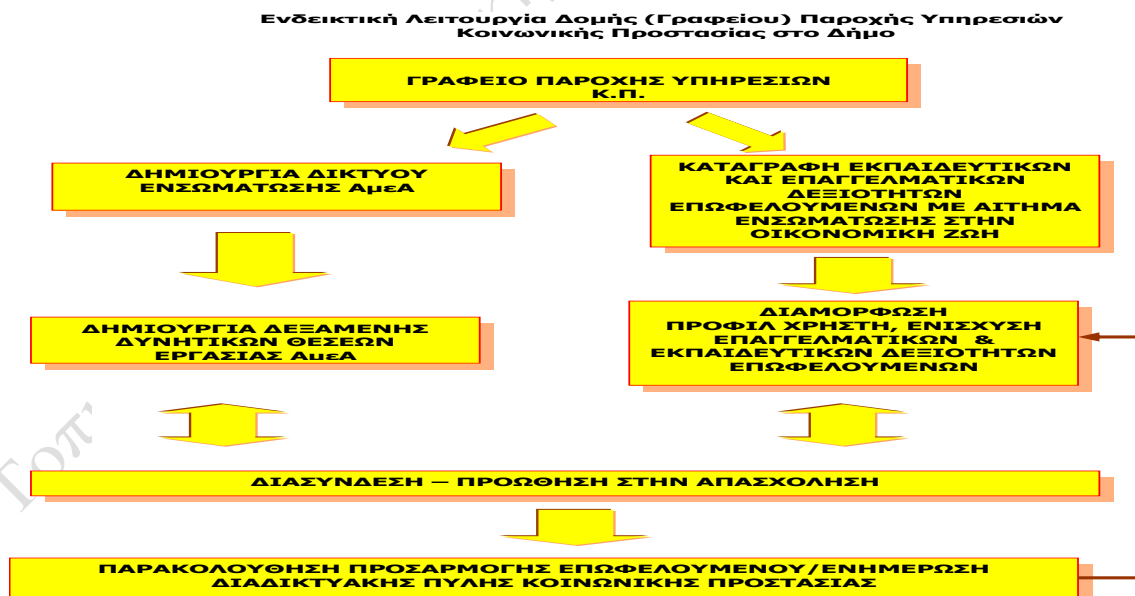 Ενδεικτική Λειτουργία Δομής (Γραφείου) Παροχής Υπηρεσιών
Κοινωνικής Προστασίας στο Δήμο
ΓΡΑΦΕΙΟ ΠΑΡΟΧΗΣ ΥΠΗΡΕΣΙΩΝ
Κ.Π.
ΔΗΜΙΟΥΡΓΙΑ ΔΙΚΤΥΟΥ
ΕΝΣΩΜΑΤΩΣΗΣ ΑμεΑ
ΚΑΤΑΓΡΑΦΗ ΕΚΠΑΙΔΕΥΤΙΚΩΝ
ΚΑΙ ΕΠΑΓΓΕΛΜΑΤΙΚΩΝ
ΔΕΞΙΟΤΗΤΩΝ
ΕΠΩΦΕΛΟΥΜΕΝΩΝ ΜΕ ΑΙΤΗΜΑ
ΕΝΣΩΜΑΤΩΣΗΣ ΣΤΗΝ
ΟΙΚΟΝΟΜΙΚΗ ΖΩΗ
ΔΗΜΙΟΥΡΓΙΑ ΔΕΞΑΜΕΝΗΣ
ΔΥΝΗΤΙΚΩΝ ΘΕΣΕΩΝ
ΕΡΓΑΣΙΑΣ ΑμεΑ
ΔΙΑΜΟΡΦΩΣΗ
ΠΡΟΦΙΛ ΧΡΗΣΤΗ, ΕΝΙΣΧΥΣΗ
ΕΠΑΓΓΕΛΜΑΤΙΚΩΝ &
ΕΚΠΑΙΔΕΥΤΙΚΩΝ ΔΕΞΙΟΤΗΤΩΝ
ΕΠΩΦΕΛΟΥΜΕΝΩΝ
ΔΙΑΣΥΝΔΕΣΗ – ΠΡΟΩΘΗΣΗ ΣΤΗΝ ΑΠΑΣΧΟΛΗΣΗ
ΠΑΡΑΚΟΛΟΥΘΗΣΗ ΠΡΟΣΑΡΜΟΓΗΣ ΕΠΩΦΕΛΟΥΜΕΝΟΥ/ΕΝΗΜΕΡΩΣΗ
ΔΙΑΔΙΚΤΥΑΚΗΣ ΠΥΛΗΣ ΚΟΙΝΩΝΙΚΗΣ ΠΡΟΣΤΑΣΙΑΣ